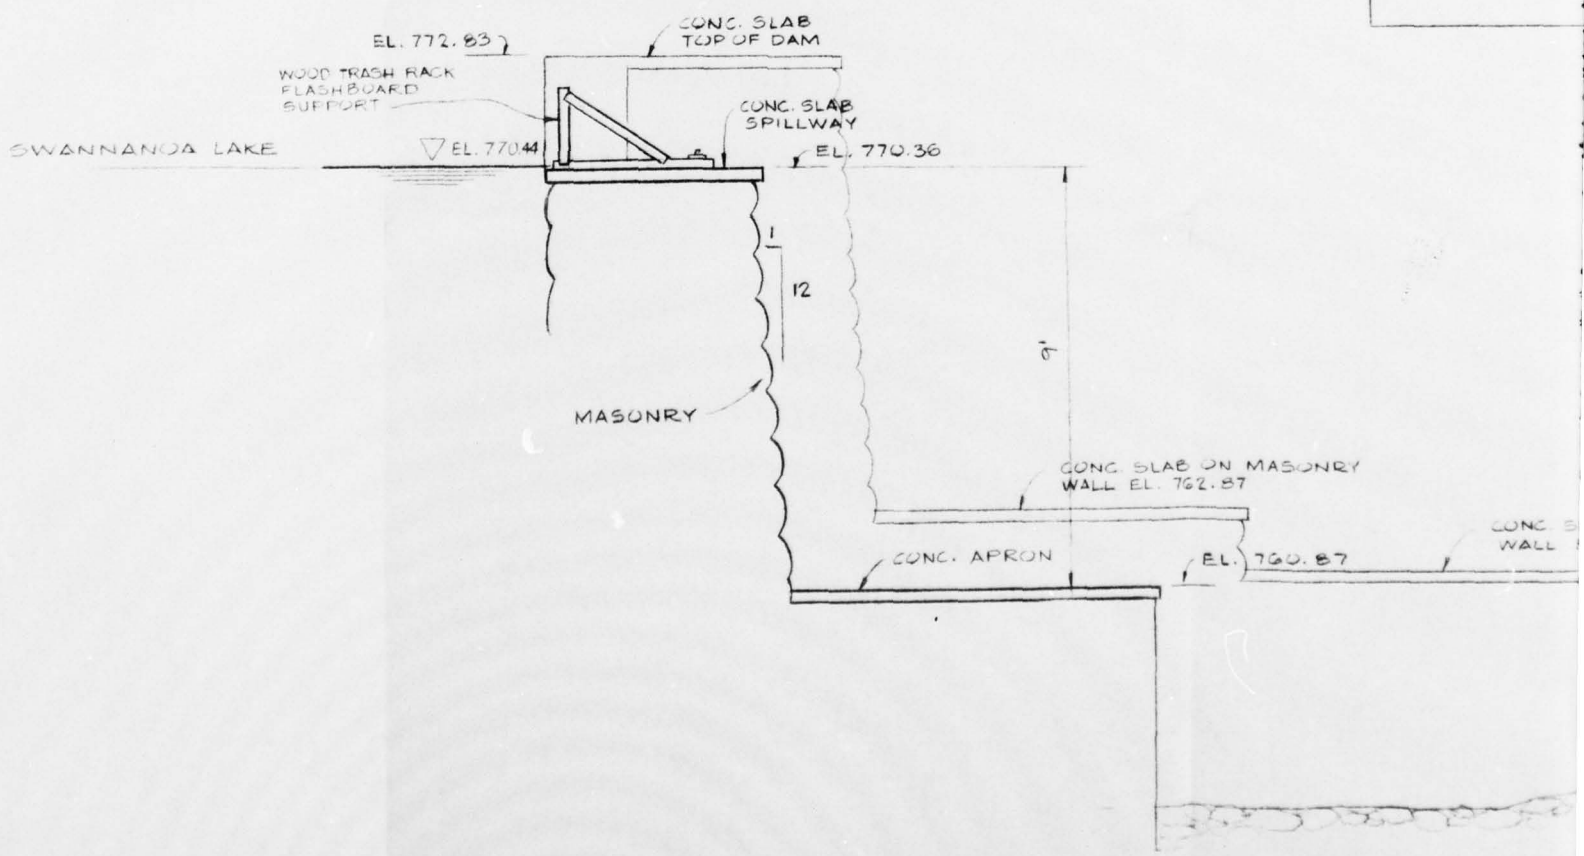 CONC. SLAB
TOP OF DAM
EL. 772.83
WOOD TRASH RACK
FLASHBOARD
SUPPORT
CONC. SLAB
SPILLWAY
SWANNANOA LAKE
EL. 770.44
EL. 770.36
1
12
9'
MASONRY
CONC. SLAB ON MASONRY
WALL EL. 762.87
CONC. APRON
EL. 760.87
CONC. S
WALL